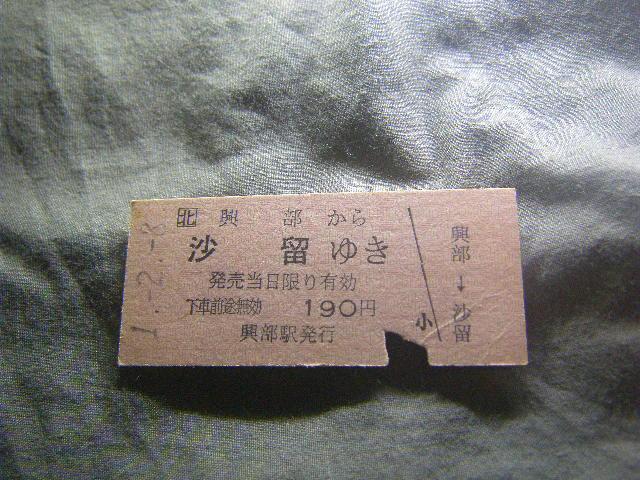 1.-2.-8
北 興部から
沙留ゆき
発売当日限り有効
下車前途無効 190円
興部駅発行
小
興部→沙留